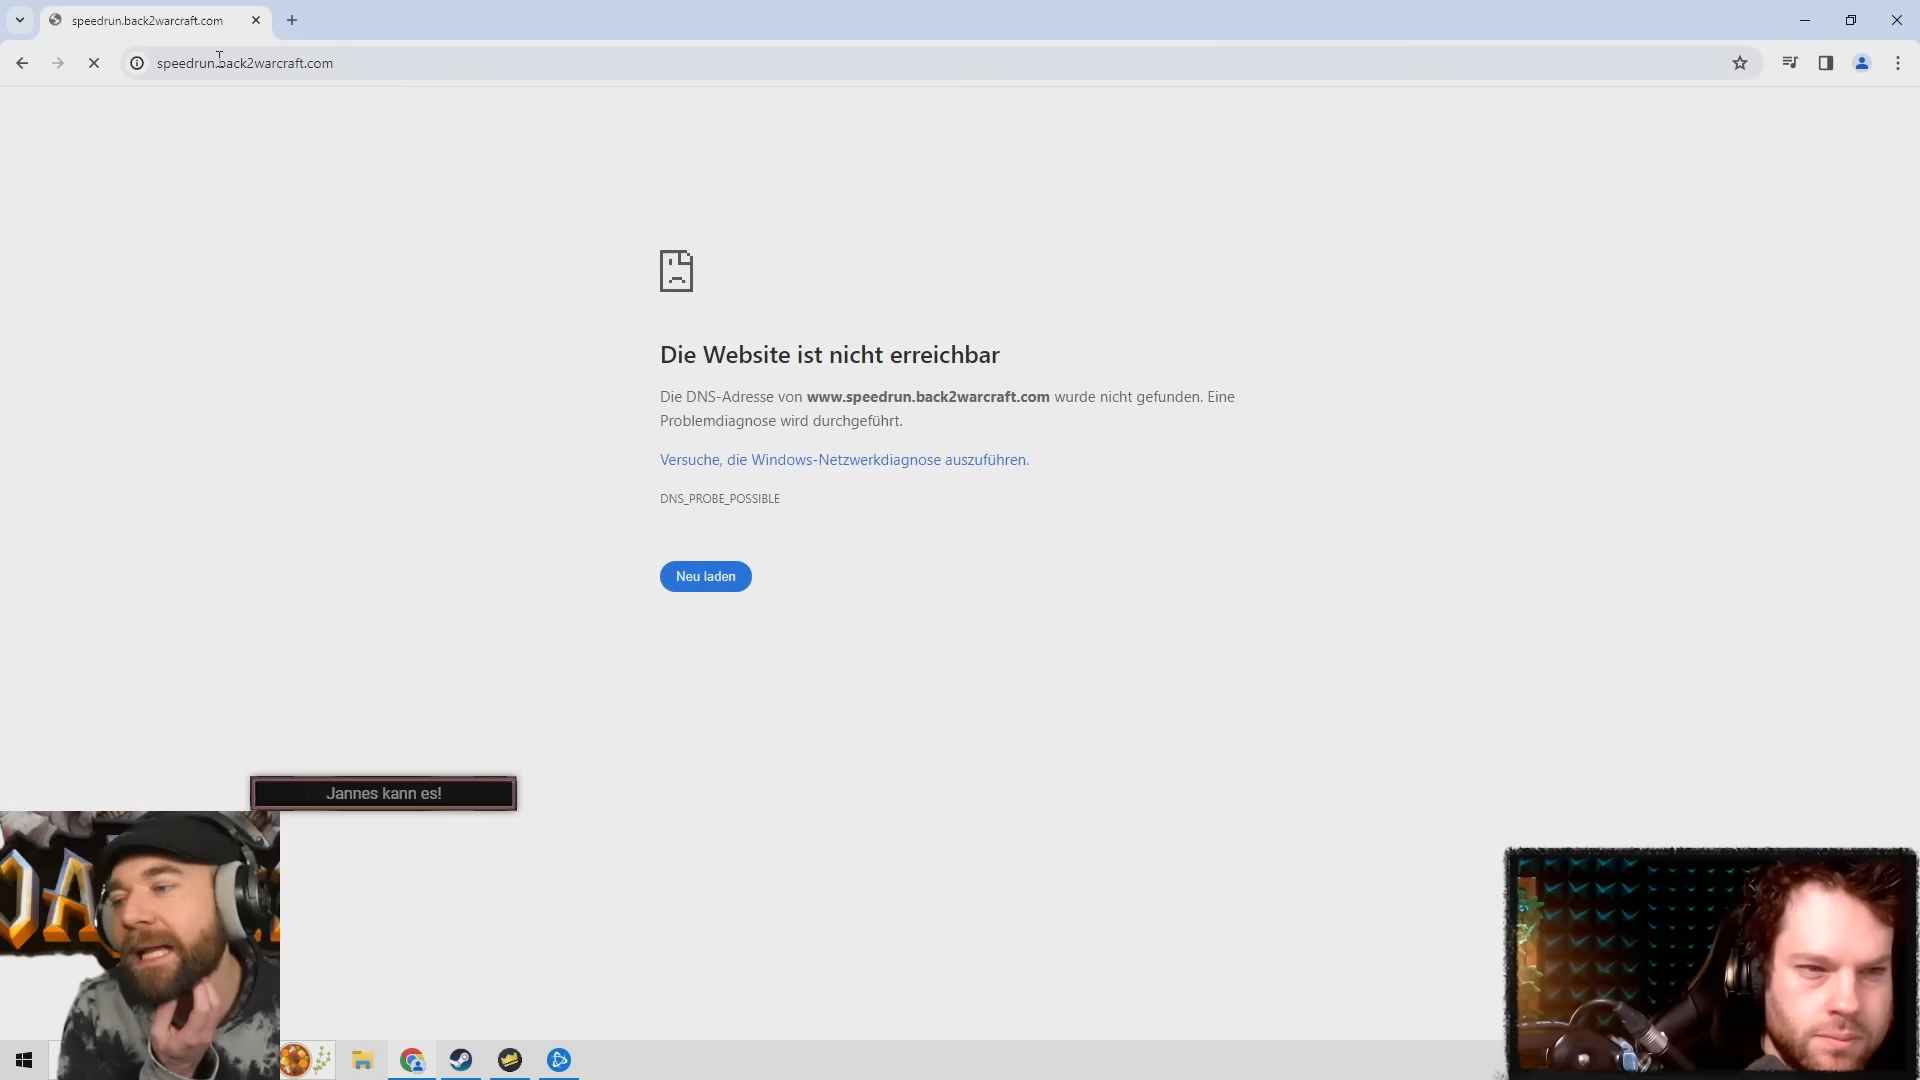 speedrun.back2warcraft.com
speedrun.back2warcraft.com
Die Website ist nicht erreichbar
Die DNS-Adresse von www.speedrun.back2warcraft.com wurde nicht gefunden. Eine
Problemdiagnose wird durchgeführt.
Versuche, die Windows-Netzwerkdiagnose auszuführen.
DNS_PROBE_POSSIBLE
Neu laden
Jannes kann es!